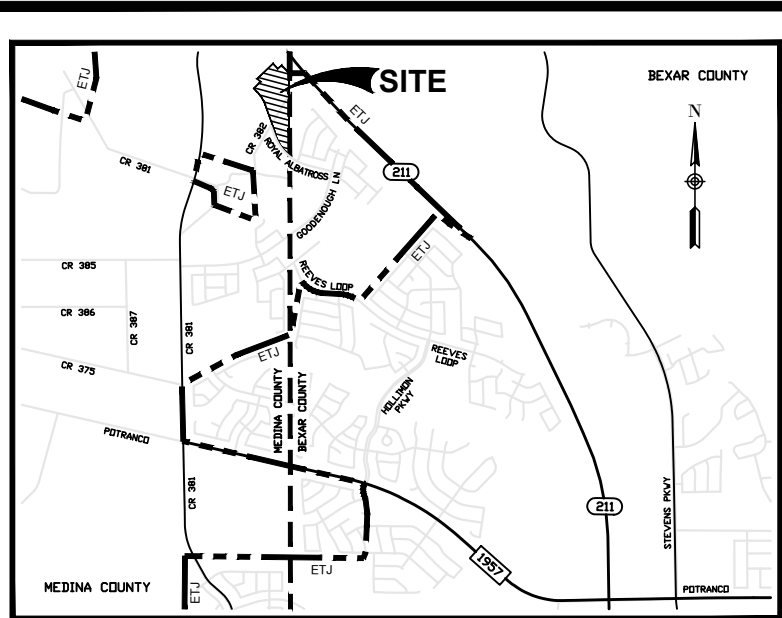 ETJ
SITE
BEXAR COUNTY
ETJ
N
CR 382
ROYAL ALBATROSS
CR 381
211
ETJ
GOODENOUGH LN
ETJ
CR 385
REEVES LOOP
CR 386
CR 387
CR 381
ETJ
REEVES
LOOP
CR 375
MEDINA COUNTY
BEXAR COUNTY
HOLLIMON
PKWY
POTRANCO
CR 381
211
STEVENS PKWY
1957
ETJ
MEDINA COUNTY
ETJ
POTRANCO